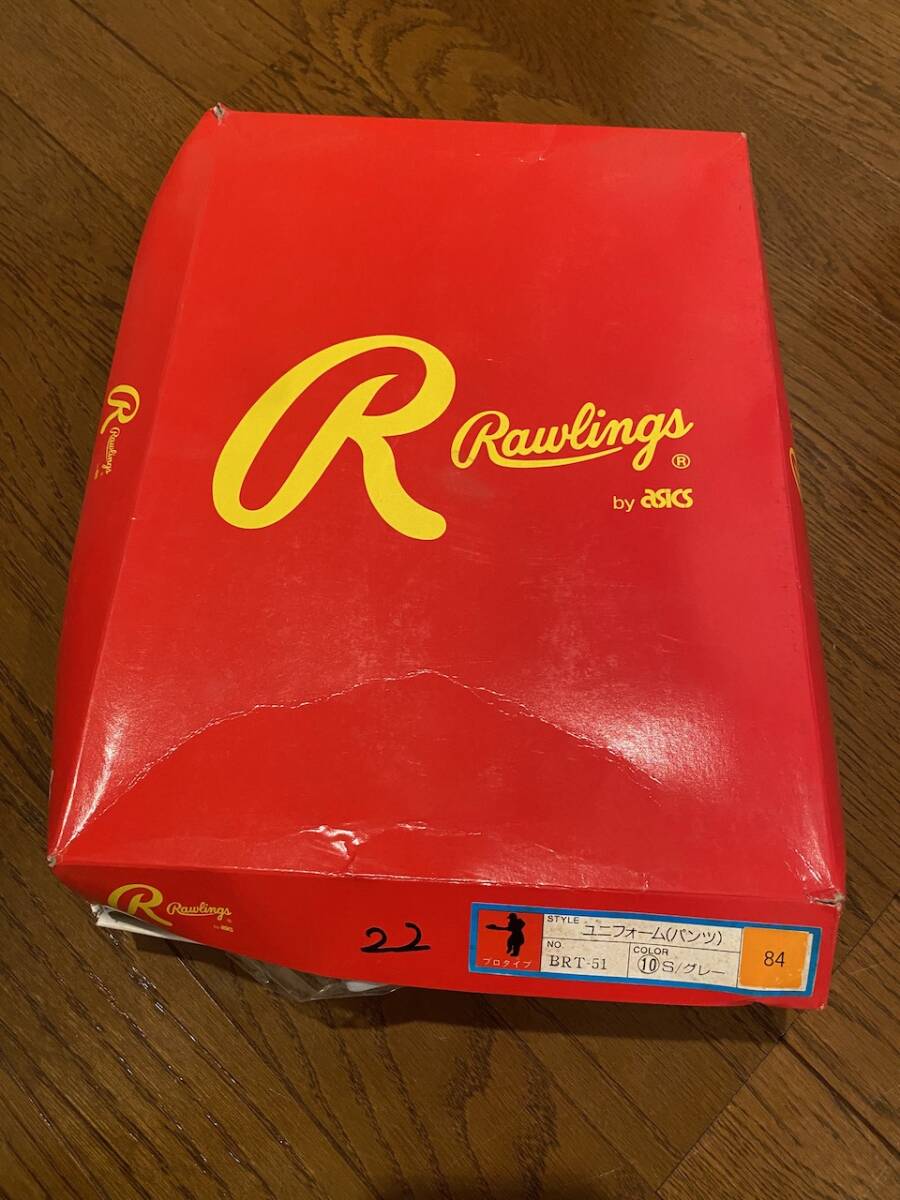 R Rawlings
®
by asics
R Rawlings
R Rawlings ®
by asics
22
プロタイプ
STYLE
ユニフォーム(パンツ)
NO.
BRT-51
COLOR
⑩S/グレー
84